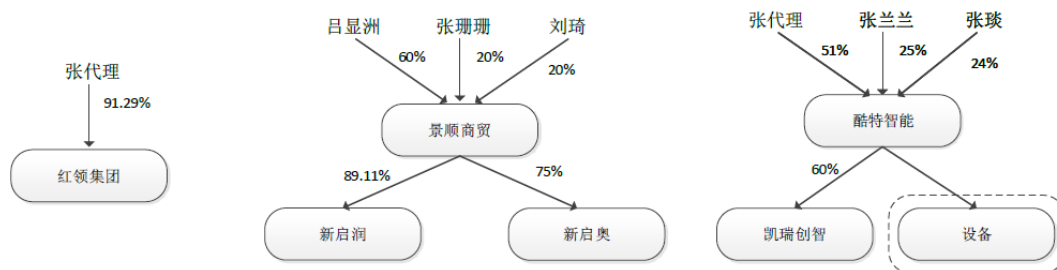 张代理
91.29%
红领集团
吕显洲
张珊珊
刘琦
60%
20%
20%
景顺商贸
89.11%
75%
新启润
新启奥
张代理
张兰兰
张琰
51%
25%
24%
酷特智能
60%
凯瑞创智
设备